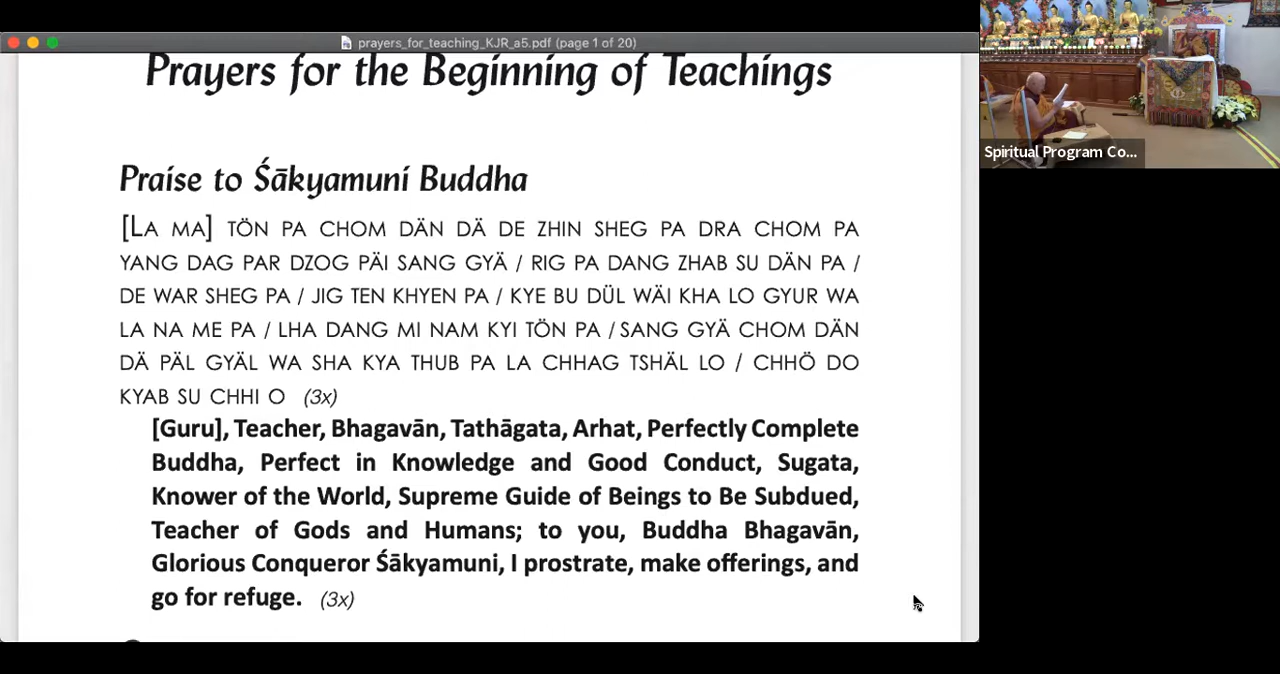 prayers_for_teaching_KJR_a5.pdf (page 1 of 20)
Prayers for the Beginning of Teachings
Praise to Śākyamuni Buddha
[LA MA] TÖN PA CHOM DÄN DÄ DE ZHIN SHEG PA DRA CHOM PA
YANG DAG PAR DZOG PÄI SANG GYÄ / RIG PA DANG ZHAB SU DÄN PA /
DE WAR SHEG PA / JIG TEN KHYEN PA / KYE BU DÜL WÄI KHA LO GYUR WA
LA NA ME PA / LHA DANG MI NAM KYI TÖN PA / SANG GYÄ CHOM DÄN
DÄ PÄL GYÄL WA SHA KYA THUB PA LA CHHAG TSHÄL LO / CHHÖ DO
KYAB SU CHHI O (3x)
[Guru], Teacher, Bhagavān, Tathāgata, Arhat, Perfectly Complete
Buddha, Perfect in Knowledge and Good Conduct, Sugata,
Knower of the World, Supreme Guide of Beings to Be Subdued,
Teacher of Gods and Humans; to you, Buddha Bhagavān,
Glorious Conqueror Śākyamuni, I prostrate, make offerings, and
go for refuge. (3x)
Spiritual Program Co...